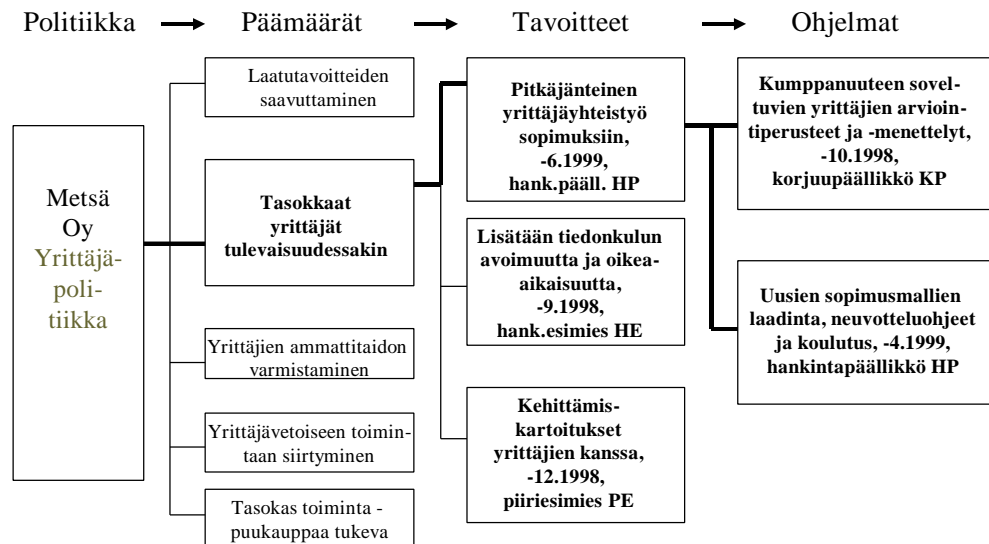 Politiikka
Päämäärät
Tavoitteet
Ohjelmat
Metsä
Oy
Yrittäjä-
poli-
tiikka
Laatutavoitteiden
saavuttaminen
Tasokkaat
yrittäjät
tulevaisuudessakin
Yrittäjien ammattitaidon
varmistaminen
Yrittäjävetoiseen toimin-
taan siirtyminen
Tasokas toiminta -
puukauppaa tukeva
Pitkäjänteinen
yrittäjäyhteistyö
sopimuksiin,
-6.1999,
hank.pääll. HP
Lisätään tiedonkulun
avoimuutta ja oikea-
aikaisuutta,
-9.1998,
hank.esimies HE
Kehittämis-
kartoitukset
yrittäjien kanssa,
-12.1998,
piiriesimies PE
Kumppanuuteen sovel-
tuvien yrittäjien arvioin-
tiperusteet ja -menettelyt,
-10.1998,
korjuupäällikkö KP
Uusien sopimusmallien
laadinta, neuvotteluohjeet
ja koulutus, -4.1999,
hankintapäällikkö HP